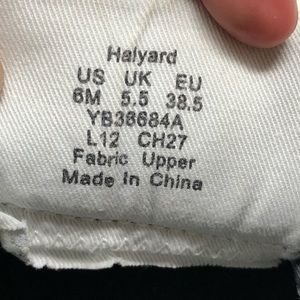 Halyard
US UK EU
6M 5.5 38.5
YB38684A
L12 CH27
Fabric Upper
Made In China